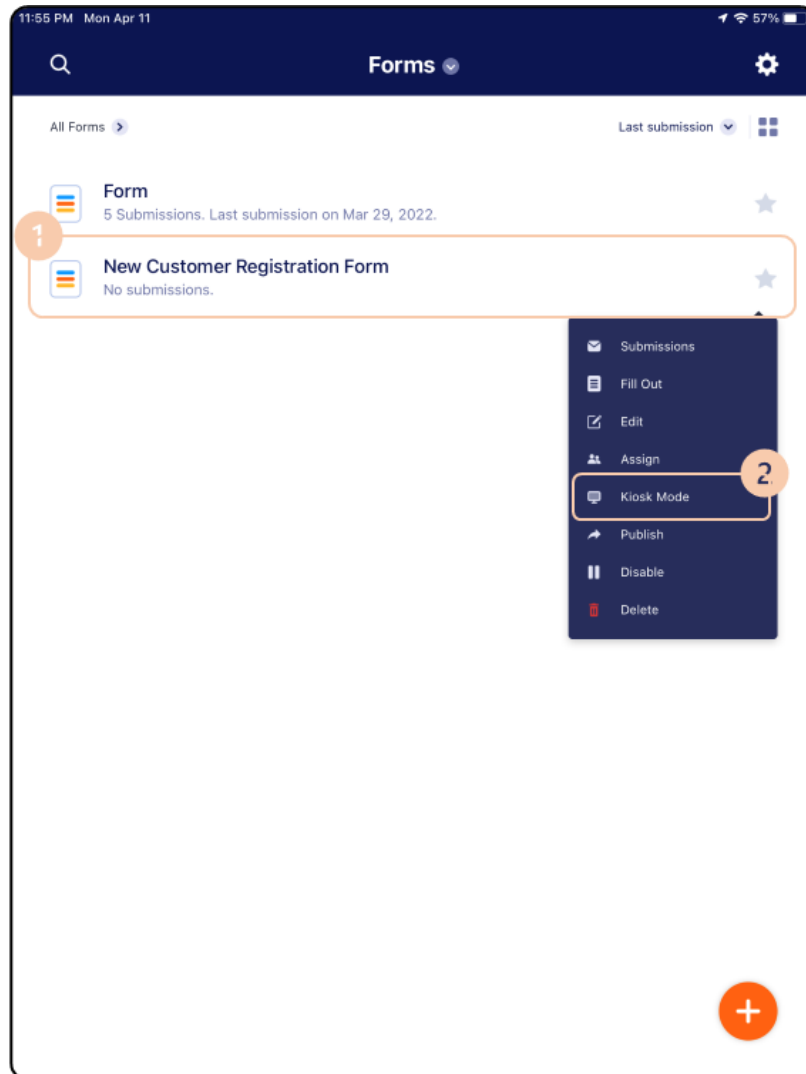 11:55 PM Mon Apr 11 57%
Forms
All Forms Last submission
Form
5 Submissions. Last submission on Mar 29, 2022.
1
New Customer Registration Form
No submissions.
Submissions
Fill Out
Edit
Assign
2
Kiosk Mode
Publish
Disable
Delete